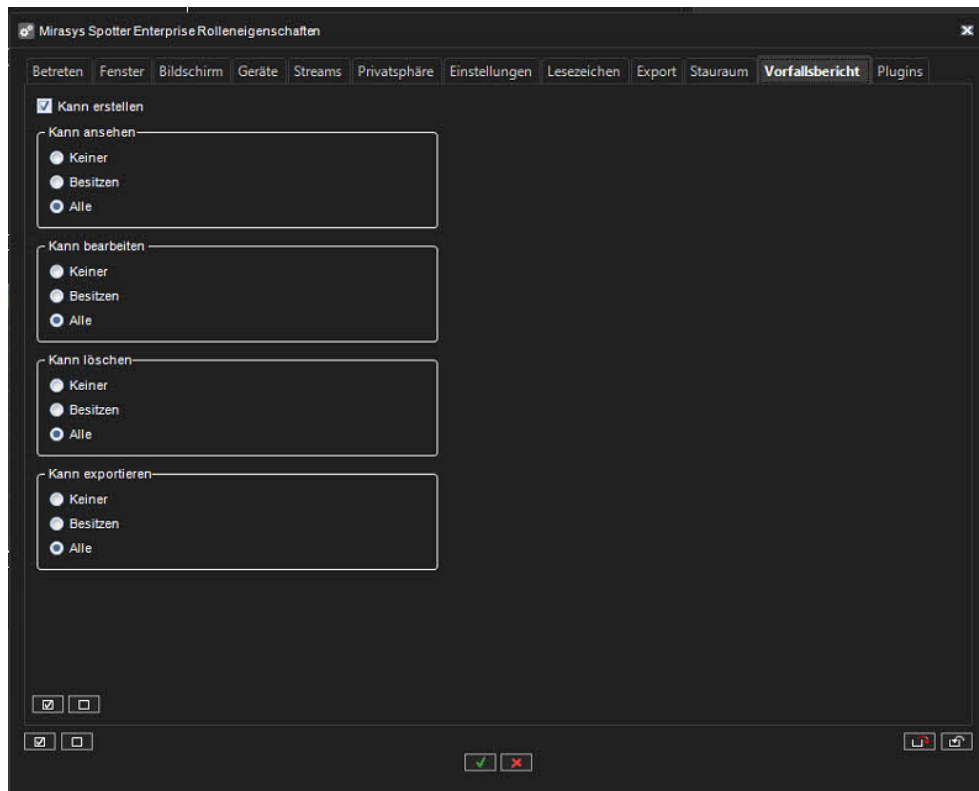 Mirasys Spotter Enterprise Rolleneigenschaften
Betreten Fenster Bildschirm Geräte Streams Privatsphäre Einstellungen Lesezeichen Export Stauraum Vorfallsbericht Plugins
Kann erstellen
Kann ansehen
Keiner
Besitzen
Alle
Kann bearbeiten
Keiner
Besitzen
Alle
Kann löschen
Keiner
Besitzen
Alle
Kann exportieren
Keiner
Besitzen
Alle